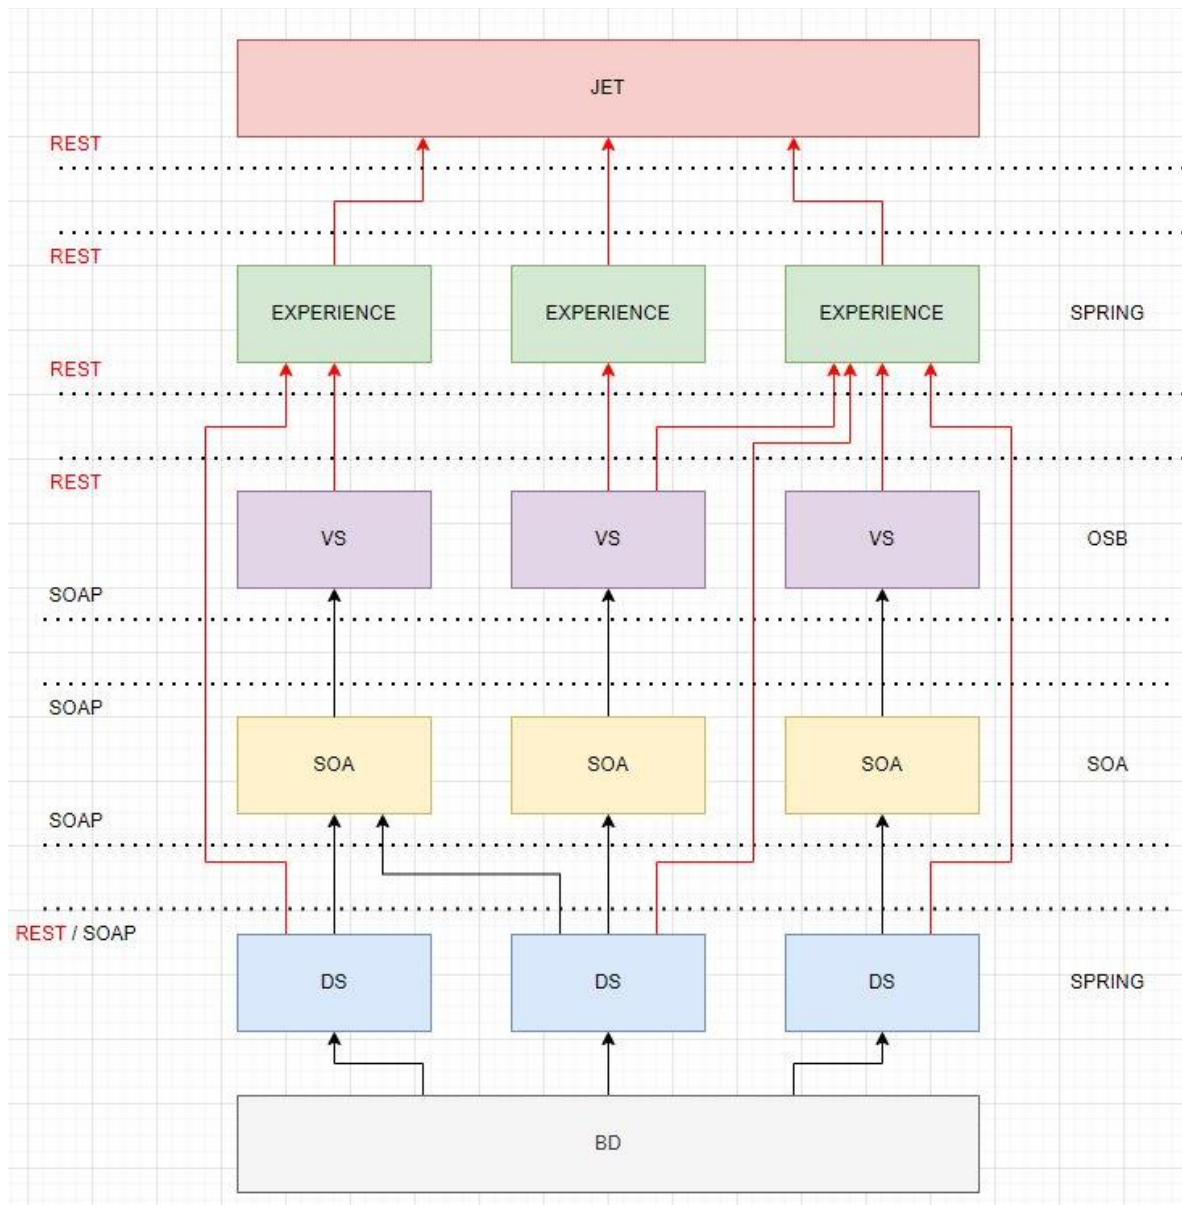 JET
REST
REST
EXPERIENCE EXPERIENCE EXPERIENCE SPRING
REST
REST
VS VS VS OSB
SOAP
SOAP
SOA SOA SOA SOA
SOAP
REST / SOAP
DS DS DS SPRING
BD